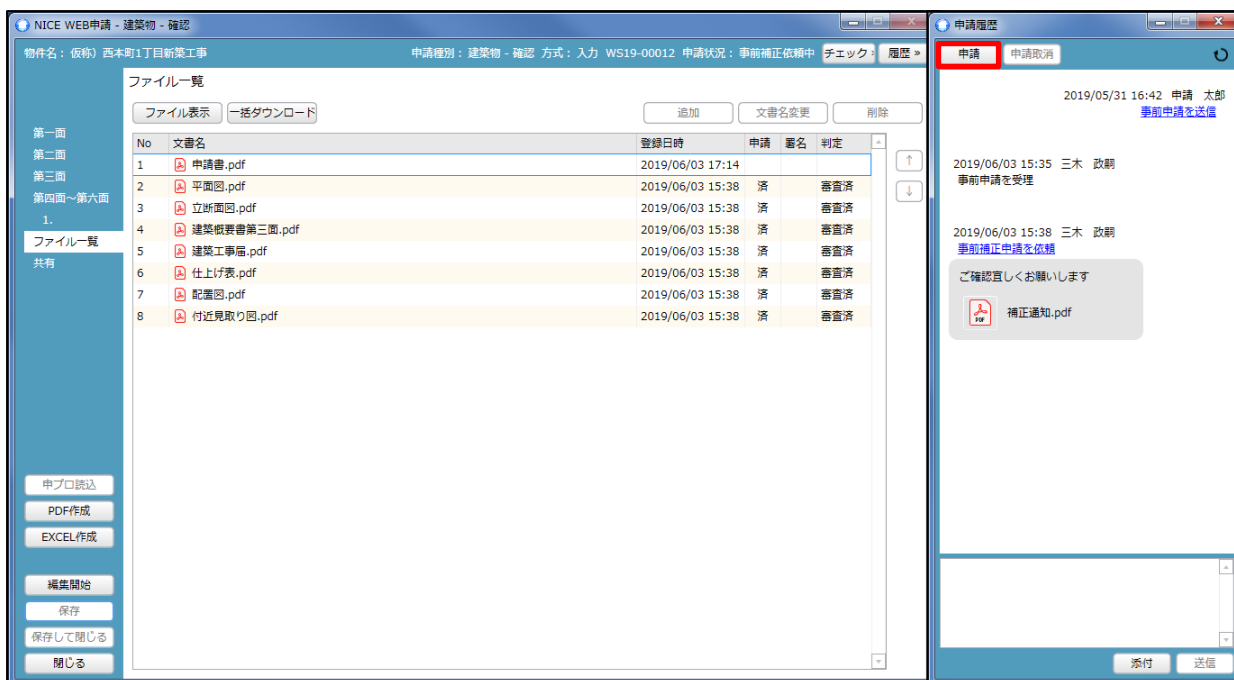 NICE WEB申請 - 建築物 - 確認
物件名： 仮称）西本町1丁目新築工事
申請種別： 建築物 - 確認 方式： 入力 WS19-00012 申請状況： 事前補正依頼中
チェック »
履歴 »
第一面
第二面
第三面
第四面～第六面
1.
ファイル一覧
共有
申プロ読込
PDF作成
EXCEL作成
編集開始
保存
保存して閉じる
閉じる
ファイル一覧
ファイル表示 一括ダウンロード 追加 文書名変更 削除
No 文書名 登録日時 申請 署名 判定
1 申請書.pdf 2019/06/03 17:14
2 平面図.pdf 2019/06/03 15:38 済 審査済
3 立断面図.pdf 2019/06/03 15:38 済 審査済
4 建築概要書第三面.pdf 2019/06/03 15:38 済 審査済
5 建築工事届.pdf 2019/06/03 15:38 済 審査済
6 仕上げ表.pdf 2019/06/03 15:38 済 審査済
7 配置図.pdf 2019/06/03 15:38 済 審査済
8 付近見取り図.pdf 2019/06/03 15:38 済 審査済
↑
↓
申請履歴
申請 申請取消
2019/05/31 16:42 申請 太郎
事前申請を送信
2019/06/03 15:35 三木 政嗣
事前申請を受理
2019/06/03 15:38 三木 政嗣
事前補正申請を依頼
ご確認宜しくお願いします
PDF 補正通知.pdf
添付 送信